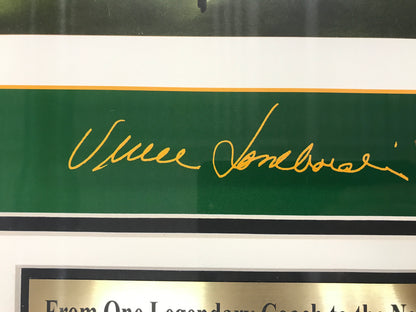 Vince Lombardi
From One Legendary Coach to the